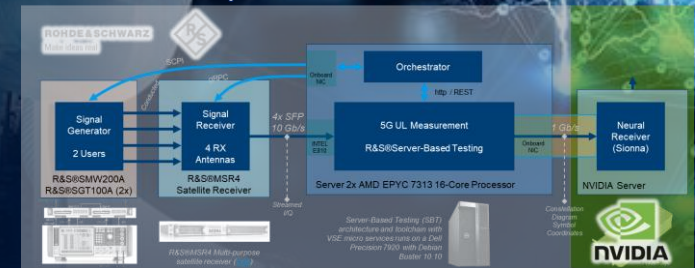 ROHDE&SCHWARZ
Make ideas real
R&S
SCPI
gRPC
Conducted
Signal
Generator
2 Users
R&S®SMW200A
R&S®SGT100A (2x)
Signal
Receiver
4 RX
Antennas
R&S®MSR4
Satellite Receiver
4x SFP
10 Gb/s
Streamed
I/Q
Onboard
NIC
Orchestrator
http / REST
INTEL
E810
5G UL Measurement
R&S®Server-Based Testing
Onboard
NIC
Server 2x AMD EPYC 7313 16-Core Processor
1 Gb/s
Constellation
Diagram
Symbol
Coordinates
Neural
Receiver
(Sionna)
NVIDIA Server
R&S®MSR4 Multi-purpose
satellite receiver
Server-Based Testing (SBT)
architecture and toolchain with
VSE micro services runs on a Dell
Precision 7920 with Debian
Buster 10.10
NVIDIA